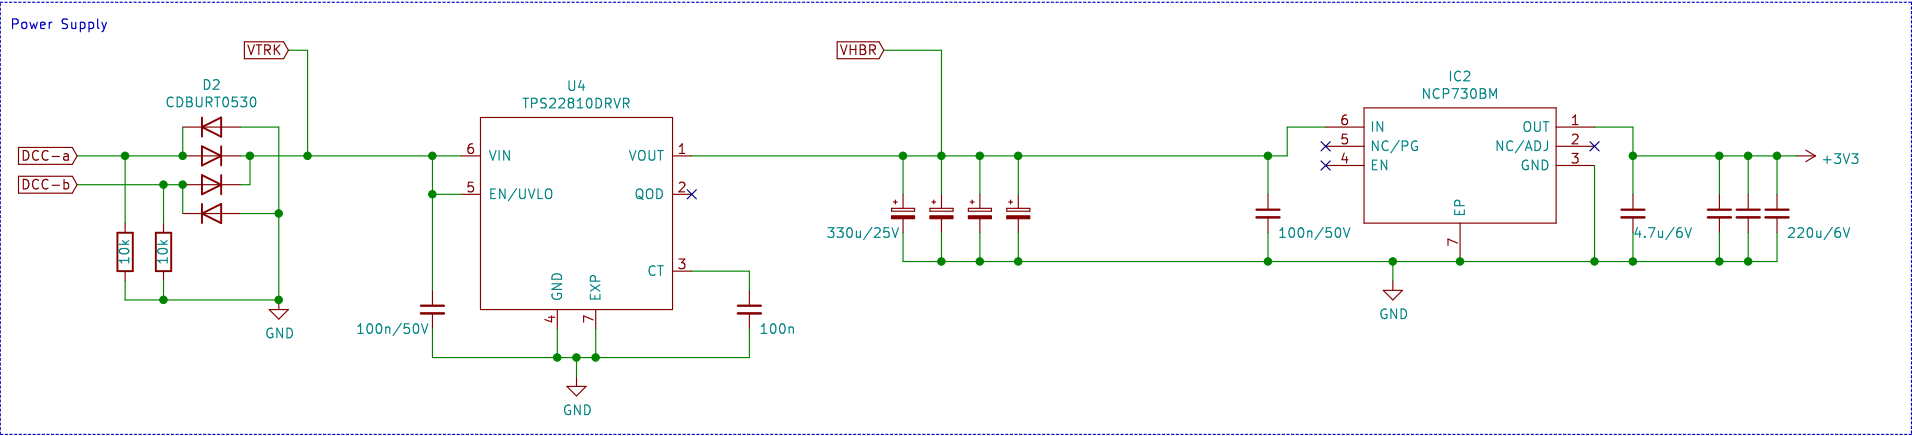 Power Supply
VTRK
VHBR
D2
CDBURT0530
U4
TPS22810DRVR
IC2
NCP730BM
DCC-a
DCC-b
10k
10k
GND
6 VIN
5 EN/UVLO
VOUT 1
QOD 2
CT 3
GND 4
EXP 7
100n/50V
100n
GND
+
+
+
+
330u/25V
100n/50V
6 IN
5 NC/PG
4 EN
OUT 1
NC/ADJ 2
GND 3
EP 7
GND
4.7u/6V
220u/6V
+3V3